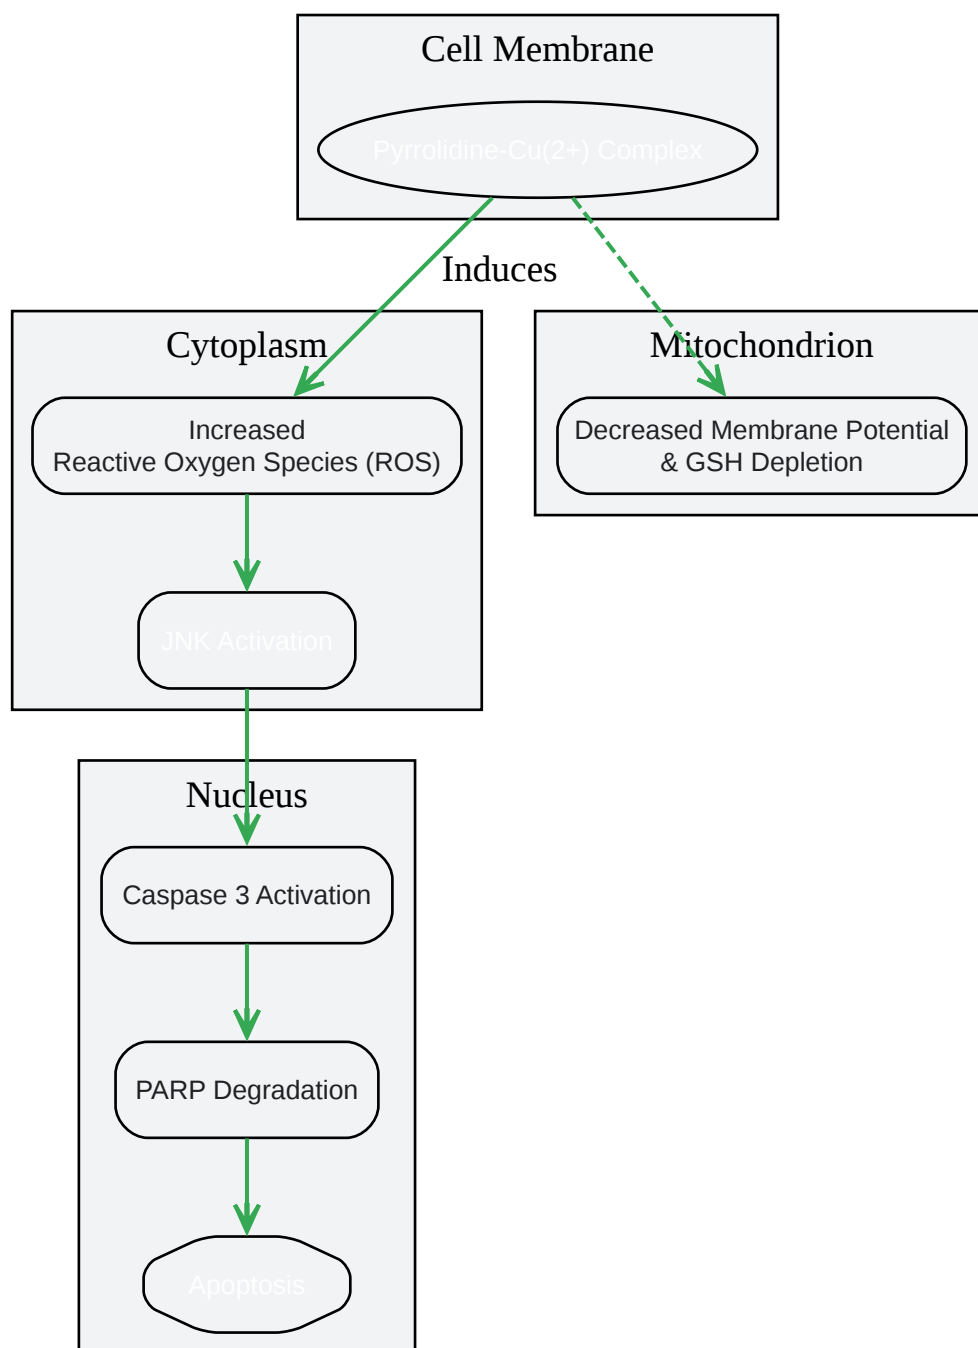 Cell Membrane
Pyrrolidine-Cu(2+) Complex
Induces
Cytoplasm
Mitochondrion
Increased
Reactive Oxygen Species (ROS)
Decreased Membrane Potential
& GSH Depletion
JNK Activation
Nucleus
Caspase 3 Activation
PARP Degradation
Apoptosis